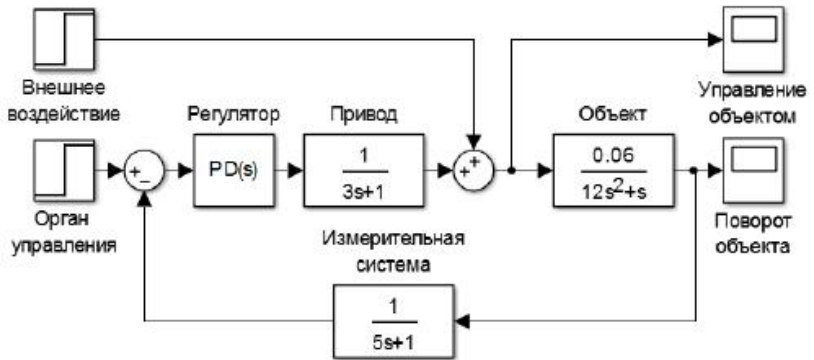 Внешнее
воздействие
Управление
объектом
Регулятор
Привод
Объект
+
_
PD(s)
1
3s+1
+
+
0.06
12s²+s
Орган
управления
Поворот
объекта
Измерительная
система
1
5s+1